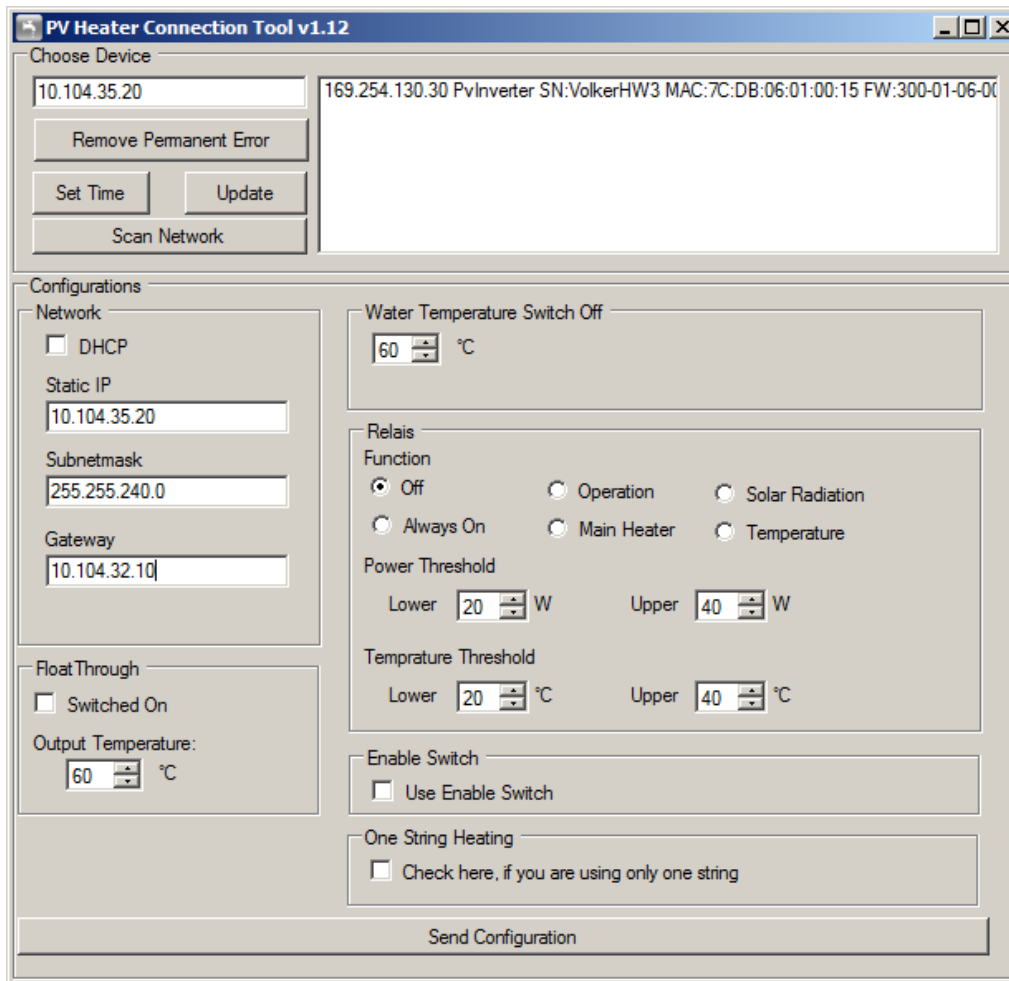 PV Heater Connection Tool v1.12
Choose Device
10.104.35.20
169.254.130.30 PvInverter SN:VolkerHW3 MAC:7C:DB:06:01:00:15 FW:300-01-06-00
Remove Permanent Error
Set Time Update
Scan Network
Configurations
Network
DHCP
Static IP
10.104.35.20
Subnetmask
255.255.240.0
Gateway
10.104.32.10
FloatThrough
Switched On
Output Temperature:
60 °C
Water Temperature Switch Off
60 °C
Relais
Function
Off Operation Solar Radiation
Always On Main Heater Temperature
Power Threshold
Lower 20 W Upper 40 W
Temprature Threshold
Lower 20 °C Upper 40 °C
Enable Switch
Use Enable Switch
One String Heating
Check here, if you are using only one string
Send Configuration